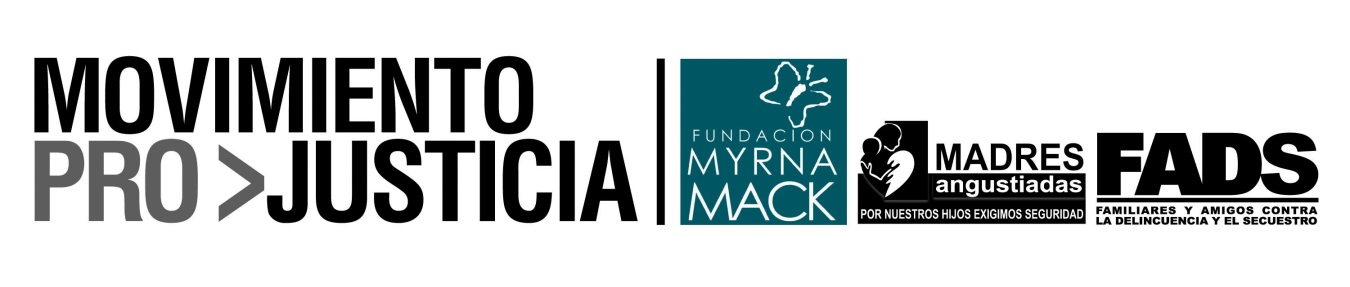 MOVIMIENTO
PRO > JUSTICIA
FUNDACION
MYRNA
MACK
MADRES
angustiadas
POR NUESTROS HIJOS EXIGIMOS SEGURIDAD
FADS
FAMILIARES Y AMIGOS CONTRA
LA DELINCUENCIA Y EL SECUESTRO